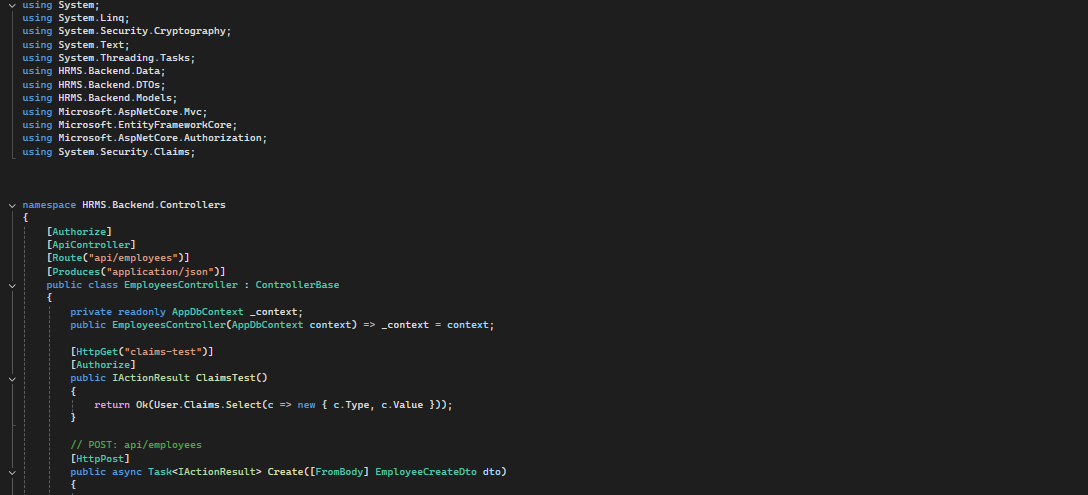 using System;
using System.Linq;
using System.Security.Cryptography;
using System.Text;
using System.Threading.Tasks;
using HRMS.Backend.Data;
using HRMS.Backend.DTOs;
using HRMS.Backend.Models;
using Microsoft.AspNetCore.Mvc;
using Microsoft.EntityFrameworkCore;
using Microsoft.AspNetCore.Authorization;
using System.Security.Claims;
namespace HRMS.Backend.Controllers
{
[Authorize]
[ApiController]
[Route("api/employees")]
[Produces("application/json")]
public class EmployeesController : ControllerBase
{
private readonly AppDbContext _context;
public EmployeesController(AppDbContext context) => _context = context;
[HttpGet("claims-test")]
[Authorize]
public IActionResult ClaimsTest()
{
return Ok(User.Claims.Select(c => new { c.Type, c.Value }));
}
// POST: api/employees
[HttpPost]
public async Task<IActionResult> Create([FromBody] EmployeeCreateDto dto)
{